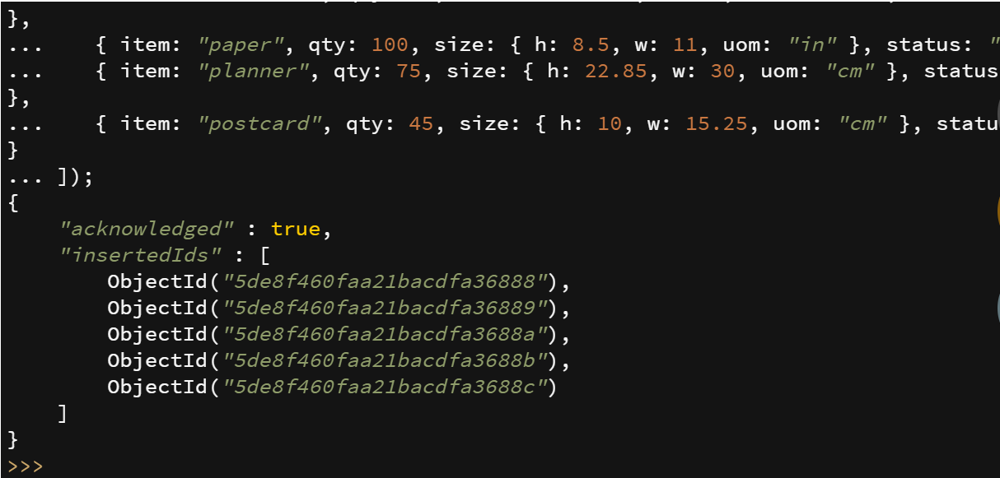 },
...    { item: "paper", qty: 100, size: { h: 8.5, w: 11, uom: "in" }, status: "
...    { item: "planner", qty: 75, size: { h: 22.85, w: 30, uom: "cm" }, status
},
...    { item: "postcard", qty: 45, size: { h: 10, w: 15.25, uom: "cm" }, statu
}
... ]);
{
    "acknowledged" : true,
    "insertedIds" : [
        ObjectId("5de8f460faa21bacdfa36888"),
        ObjectId("5de8f460faa21bacdfa36889"),
        ObjectId("5de8f460faa21bacdfa3688a"),
        ObjectId("5de8f460faa21bacdfa3688b"),
        ObjectId("5de8f460faa21bacdfa3688c")
    ]
}
>>>